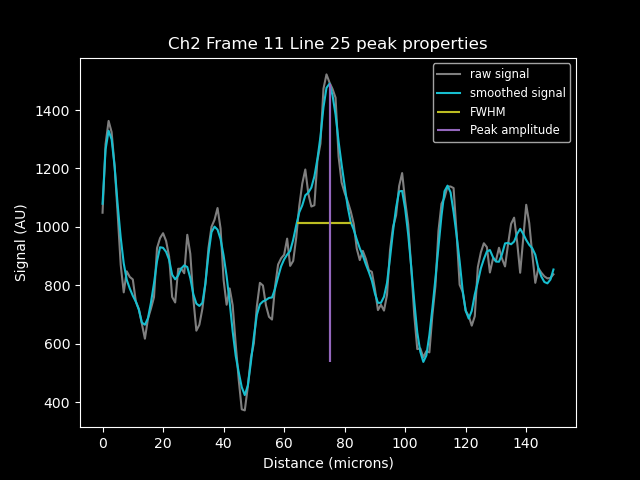 Ch2 Frame 11 Line 25 peak properties
raw signal
smoothed signal
FWHM
Peak amplitude
Signal (AU)
1400
1200
1000
800
600
400
0 20 40 60 80 100 120 140
Distance (microns)